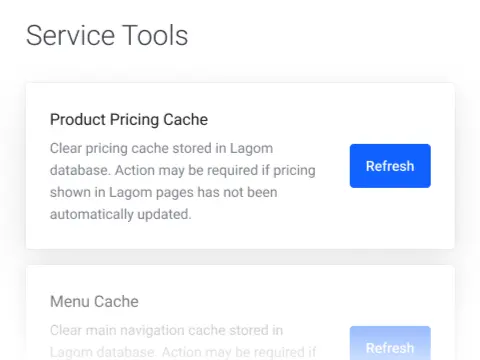 Service Tools
Product Pricing Cache
Clear pricing cache stored in Lagom
database. Action may be required if pricing
shown in Lagom pages has not been
automatically updated.
Refresh
Menu Cache
Clear main navigation cache stored in
Lagom database. Action may be required if
Refresh